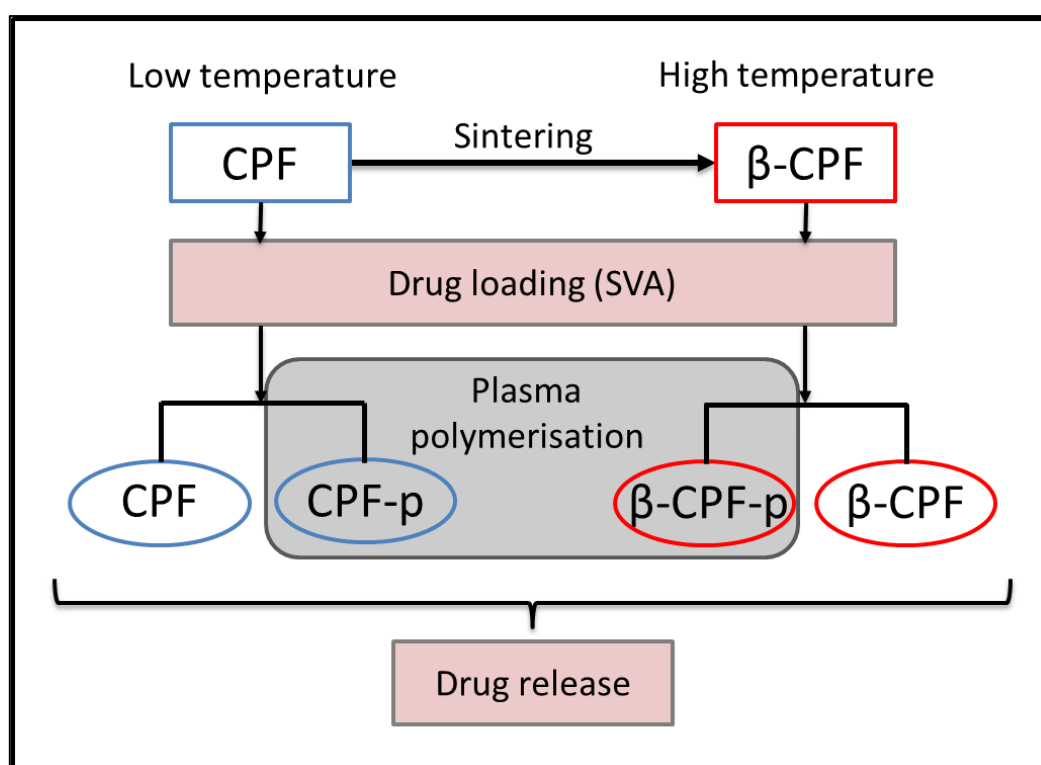 Low temperature
High temperature
CPF
Sintering
β-CPF
Drug loading (SVA)
Plasma
polymerisation
CPF
CPF-p
β-CPF-p
β-CPF
Drug release